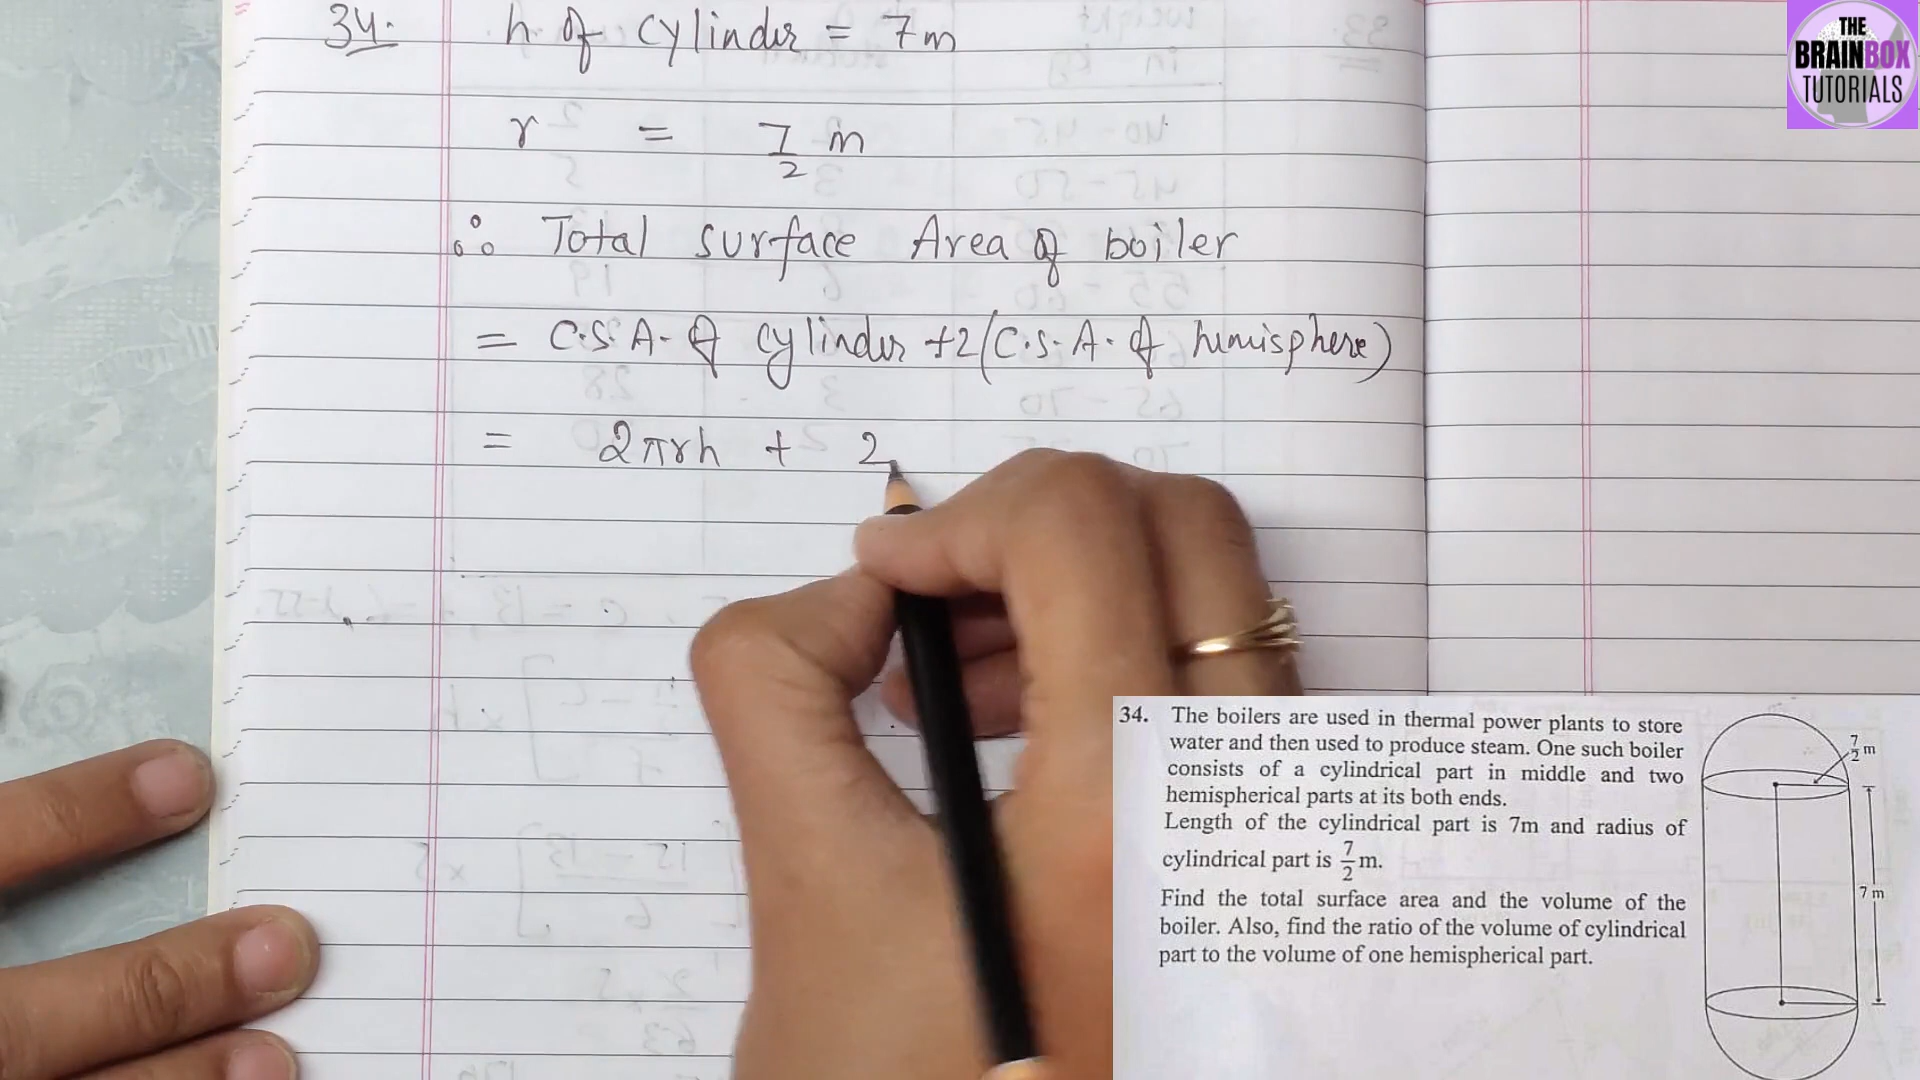 34. h of cylinder = 7m
r = 7/2 m
∴ Total surface Area of boiler
= C.S.A. of cylinder +2(C.S.A. of hemisphere)
= 2πrh + 2
THE
BRAINBOX
TUTORIALS
34. The boilers are used in thermal power plants to store
water and then used to produce steam. One such boiler
consists of a cylindrical part in middle and two
hemispherical parts at its both ends.
Length of the cylindrical part is 7m and radius of
cylindrical part is 7/2 m.
Find the total surface area and the volume of the
boiler. Also, find the ratio of the volume of cylindrical
part to the volume of one hemispherical part.
7/2 m
7 m